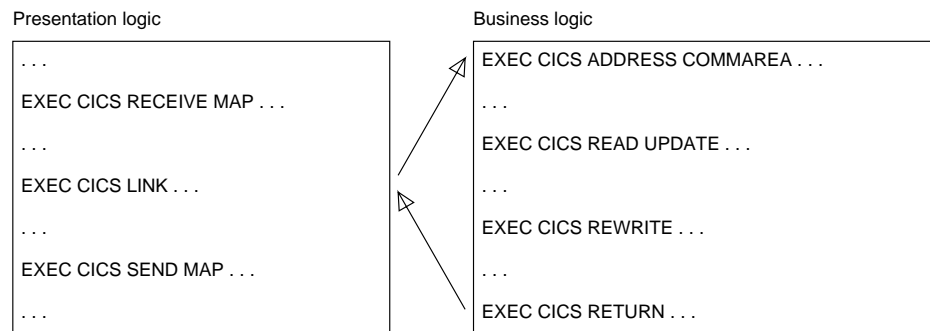 Presentation logic
. . .
EXEC CICS RECEIVE MAP . . .
. . .
EXEC CICS LINK . . .
. . .
EXEC CICS SEND MAP . . .
. . .
Business logic
EXEC CICS ADDRESS COMMAREA . . .
. . .
EXEC CICS READ UPDATE . . .
. . .
EXEC CICS REWRITE . . .
. . .
EXEC CICS RETURN . . .